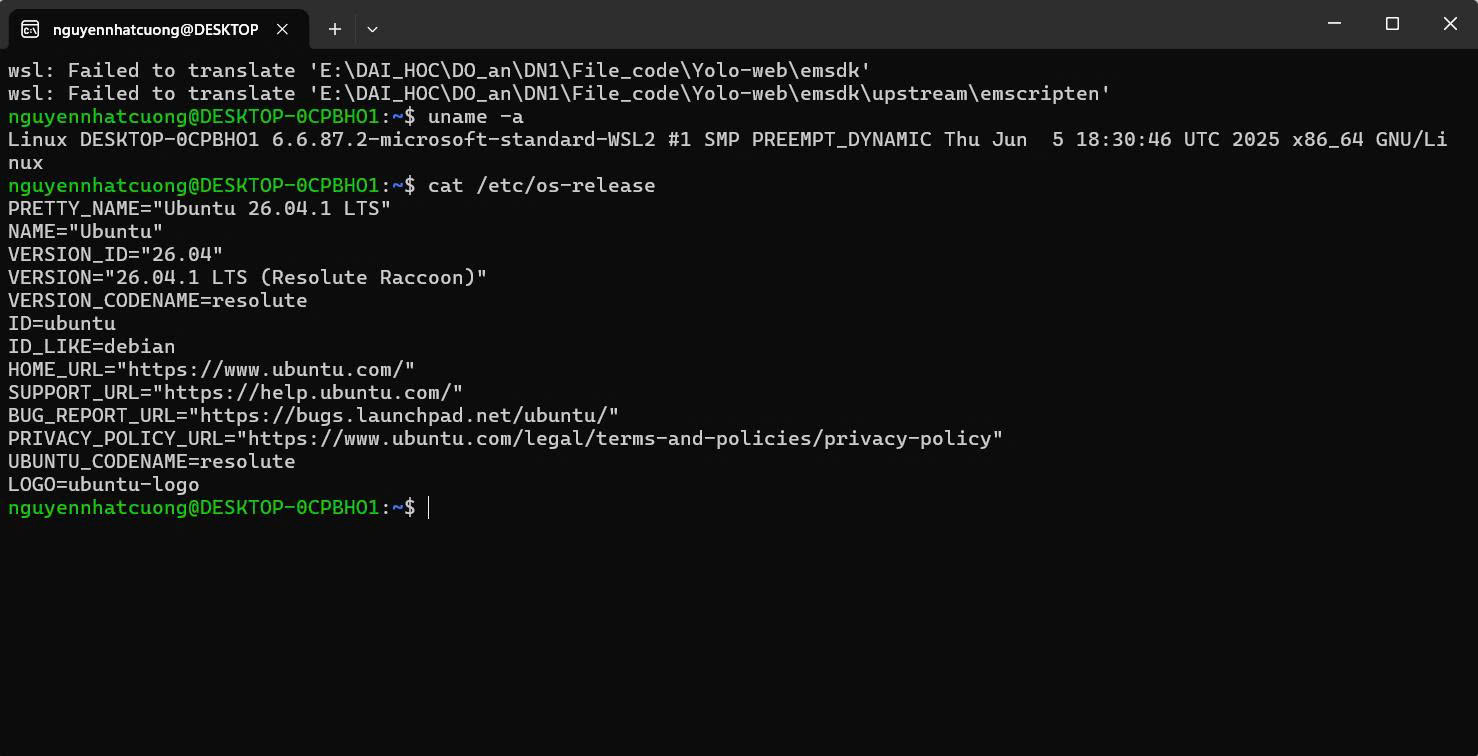 nguyennhatcuong@DESKTOP
wsl: Failed to translate 'E:\DAI_HOC\DO_an\DN1\File_code\Yolo-web\emsdk'
wsl: Failed to translate 'E:\DAI_HOC\DO_an\DN1\File_code\Yolo-web\emsdk\upstream\emscripten'
nguyennhatcuong@DESKTOP-0CPBHO1:~$ uname -a
Linux DESKTOP-0CPBHO1 6.6.87.2-microsoft-standard-WSL2 #1 SMP PREEMPT_DYNAMIC Thu Jun  5 18:30:46 UTC 2025 x86_64 GNU/Li
nux
nguyennhatcuong@DESKTOP-0CPBHO1:~$ cat /etc/os-release
PRETTY_NAME="Ubuntu 26.04.1 LTS"
NAME="Ubuntu"
VERSION_ID="26.04"
VERSION="26.04.1 LTS (Resolute Raccoon)"
VERSION_CODENAME=resolute
ID=ubuntu
ID_LIKE=debian
HOME_URL="https://www.ubuntu.com/"
SUPPORT_URL="https://help.ubuntu.com/"
BUG_REPORT_URL="https://bugs.launchpad.net/ubuntu/"
PRIVACY_POLICY_URL="https://www.ubuntu.com/legal/terms-and-policies/privacy-policy"
UBUNTU_CODENAME=resolute
LOGO=ubuntu-logo
nguyennhatcuong@DESKTOP-0CPBHO1:~$